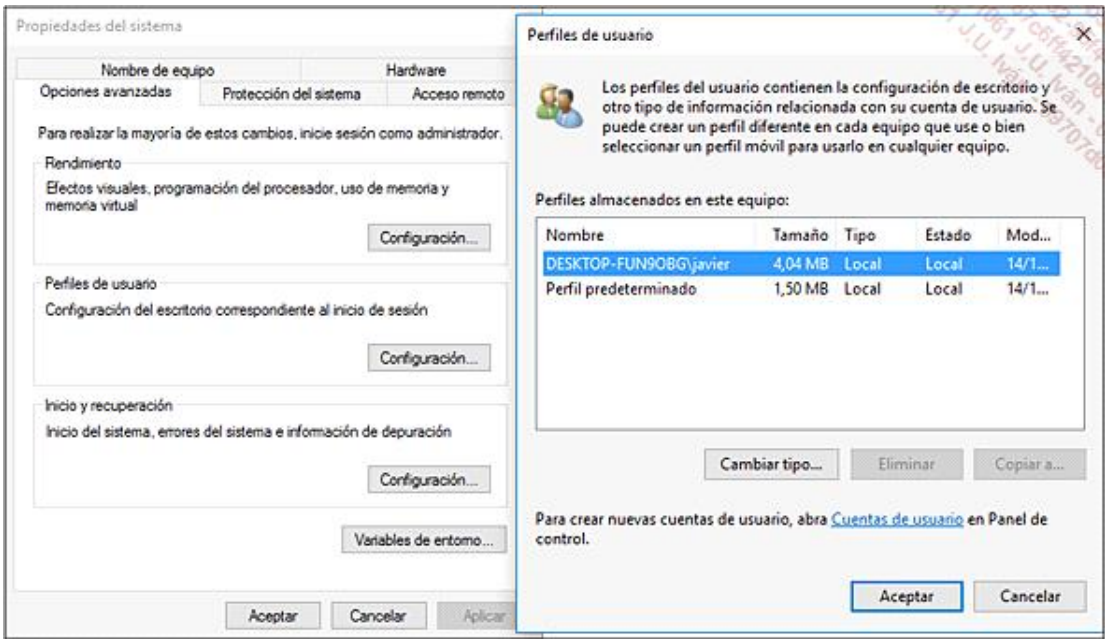 Propiedades del sistema
Nombre de equipo
Hardware
Opciones avanzadas
Protección del sistema
Acceso remoto
Para realizar la mayoría de estos cambios, inicie sesión como administrador.
Rendimiento
Efectos visuales, programación del procesador, uso de memoria y
memoria virtual
Configuración...
Perfiles de usuario
Configuración del escritorio correspondiente al inicio de sesión
Configuración...
Inicio y recuperación
Inicio del sistema, errores del sistema e información de depuración
Configuración...
Variables de entorno...
Aceptar
Cancelar
Aplicar
Perfiles de usuario
Los perfiles del usuario contienen la configuración de escritorio y
otro tipo de información relacionada con su cuenta de usuario. Se
puede crear un perfil diferente en cada equipo que use o bien
seleccionar un perfil móvil para usarlo en cualquier equipo.
Perfiles almacenados en este equipo:
Nombre Tamaño Tipo Estado Mod...
DESKTOP-FUN9OBG\javier 4,04 MB Local Local 14/1...
Perfil predeterminado 1,50 MB Local Local 14/1...
Cambiar tipo...
Eliminar
Copiar a...
Para crear nuevas cuentas de usuario, abra Cuentas de usuario en Panel de
control.
Aceptar
Cancelar